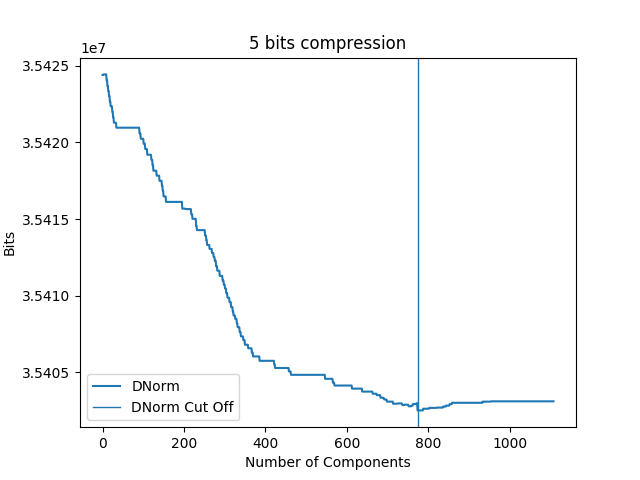 5 bits compression
1e7
3.5425
3.5420
3.5415
3.5410
3.5405
Bits
DNorm
DNorm Cut Off
0 200 400 600 800 1000
Number of Components